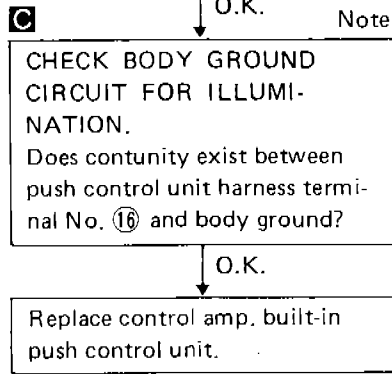 O.K.
C
Note
CHECK BODY GROUND
CIRCUIT FOR ILLUMI-
NATION.
Does contunity exist between
push control unit harness termi-
nal No. ⑯ and body ground?
O.K.
Replace control amp. built-in
push control unit.